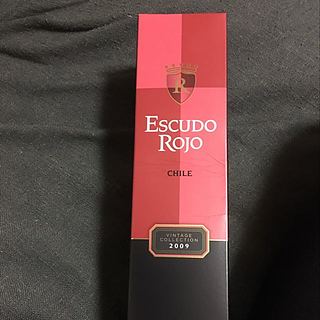 R
ESCUDO
ROJO
CHILE
VINTAGE
COLLECTION
2009